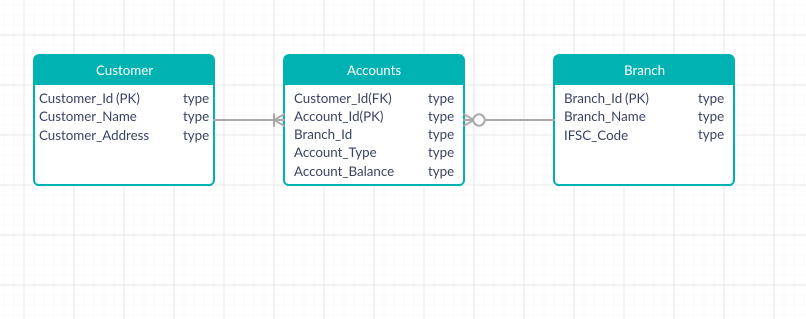 Customer
Customer_Id (PK) type
Customer_Name type
Customer_Address type
Accounts
Customer_Id(FK) type
Account_Id(PK) type
Branch_Id type
Account_Type type
Account_Balance type
Branch
Branch_Id (PK) type
Branch_Name type
IFSC_Code type